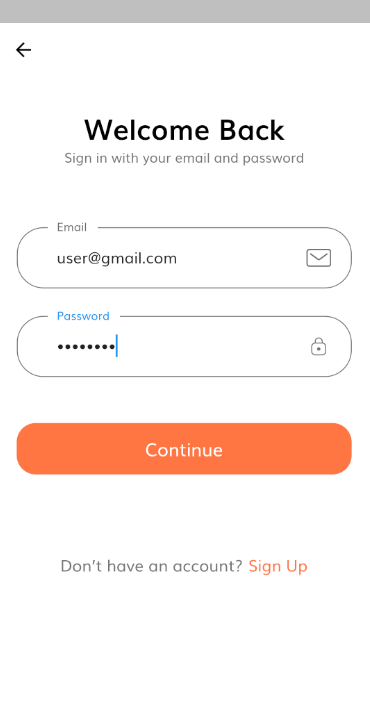 Welcome Back
Sign in with your email and password
Email
user@gmail.com
Password
••••••••
Continue
Don't have an account? Sign Up